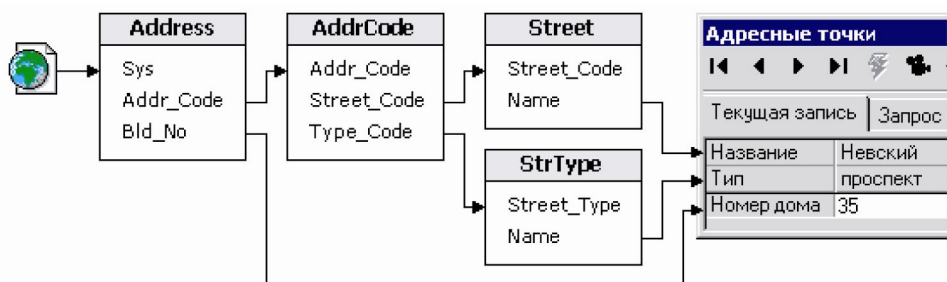 Address
Sys
Addr_Code
Bld_No
AddrCode
Addr_Code
Street_Code
Type_Code
Street
Street_Code
Name
StrType
Street_Type
Name
Адресные точки
Текущая запись Запрос
Название Невский
Тип проспект
Номер дома 35